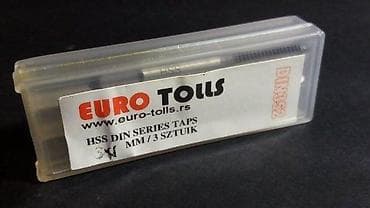 EURO TOLLS
www.euro-tolls.rs
HSS DIN SERIES TAPS
MM / 3 SZTUIK
DIN352